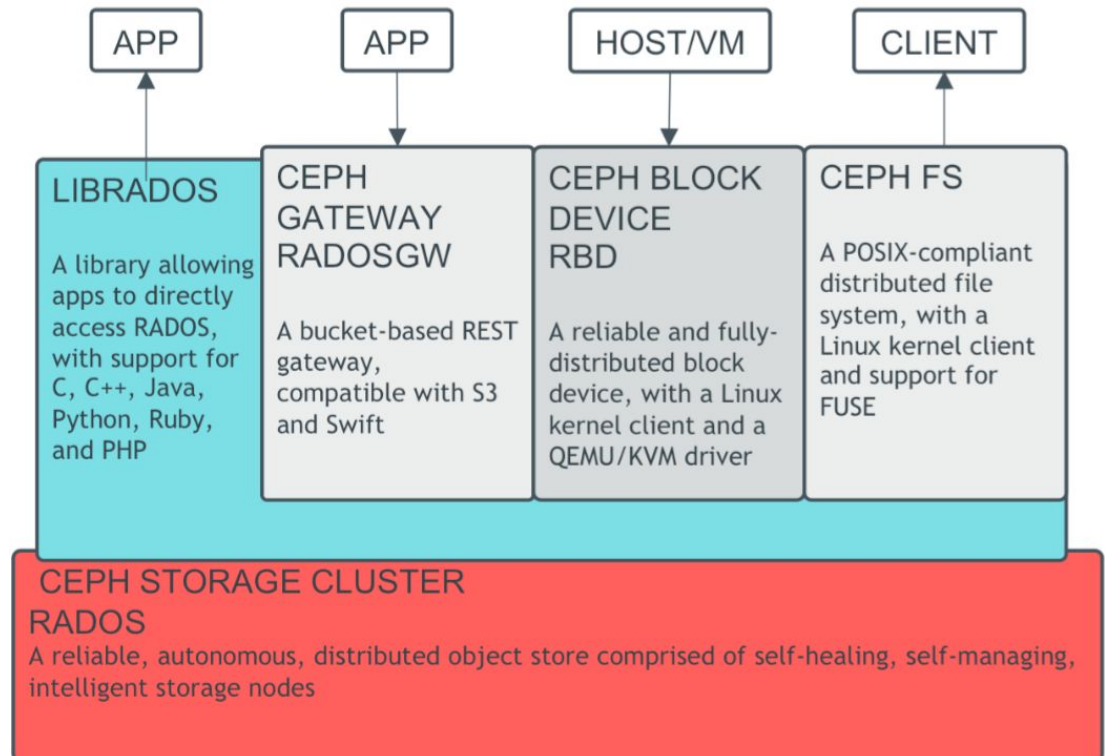 APP
APP
HOST/VM
CLIENT
LIBRADOS
A library allowing
apps to directly
access RADOS,
with support for
C, C++, Java,
Python, Ruby,
and PHP
CEPH
GATEWAY
RADOSGW
A bucket-based REST
gateway,
compatible with S3
and Swift
CEPH BLOCK
DEVICE
RBD
A reliable and fully-
distributed block
device, with a Linux
kernel client and a
QEMU/KVM driver
CEPH FS
A POSIX-compliant
distributed file
system, with a
Linux kernel client
and support for
FUSE
CEPH STORAGE CLUSTER
RADOS
A reliable, autonomous, distributed object store comprised of self-healing, self-managing,
intelligent storage nodes